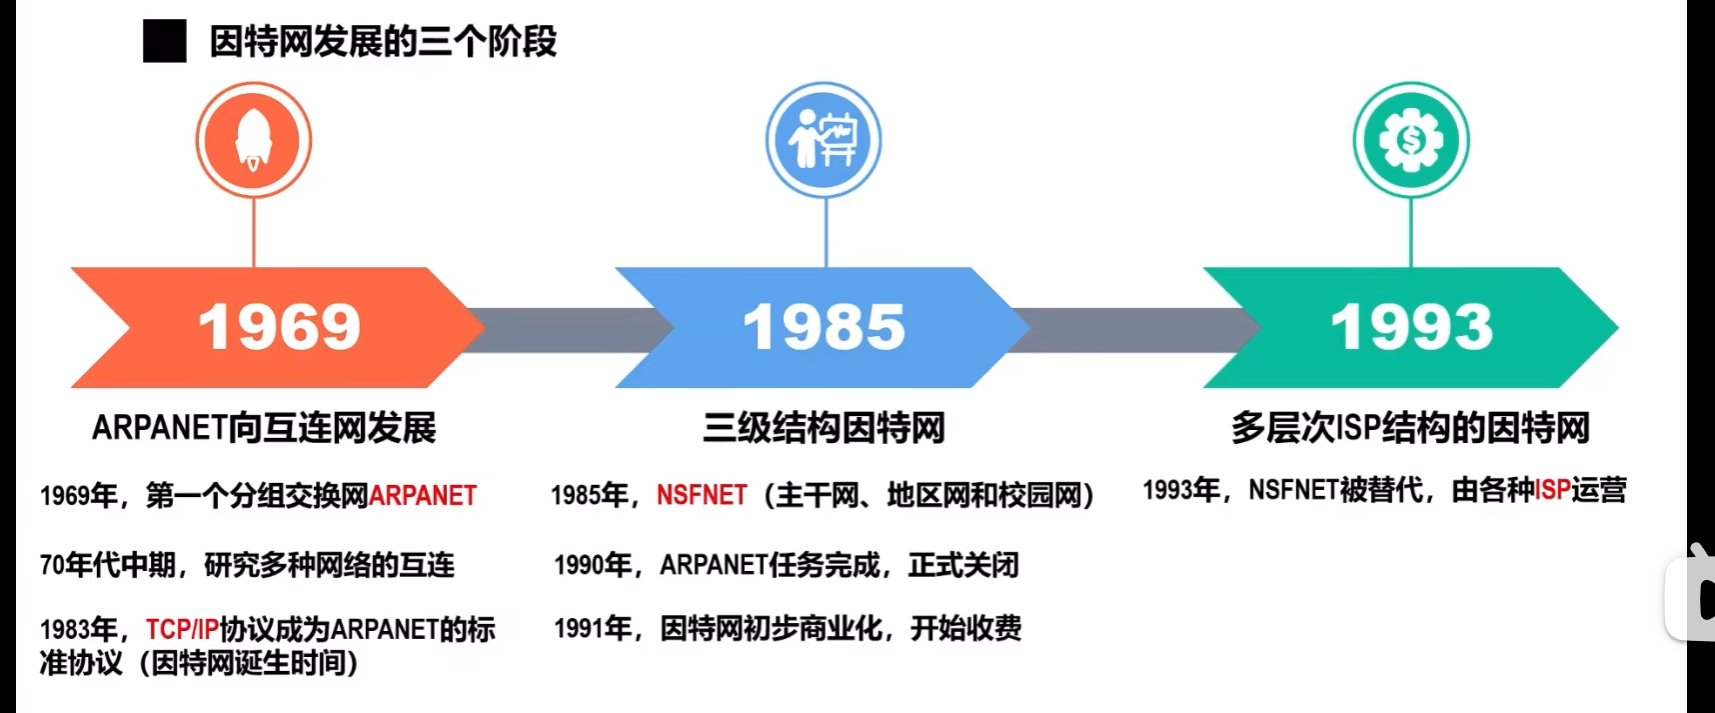 因特网发展的三个阶段
1969
1985
1993
ARPANET向互连网发展
三级结构因特网
多层次ISP结构的因特网
1969年，第一个分组交换网ARPANET
70年代中期，研究多种网络的互连
1983年，TCP/IP协议成为ARPANET的标
准协议（因特网诞生时间）
1985年，NSFNET（主干网、地区网和校园网）
1990年，ARPANET任务完成，正式关闭
1991年，因特网初步商业化，开始收费
1993年，NSFNET被替代，由各种ISP运营